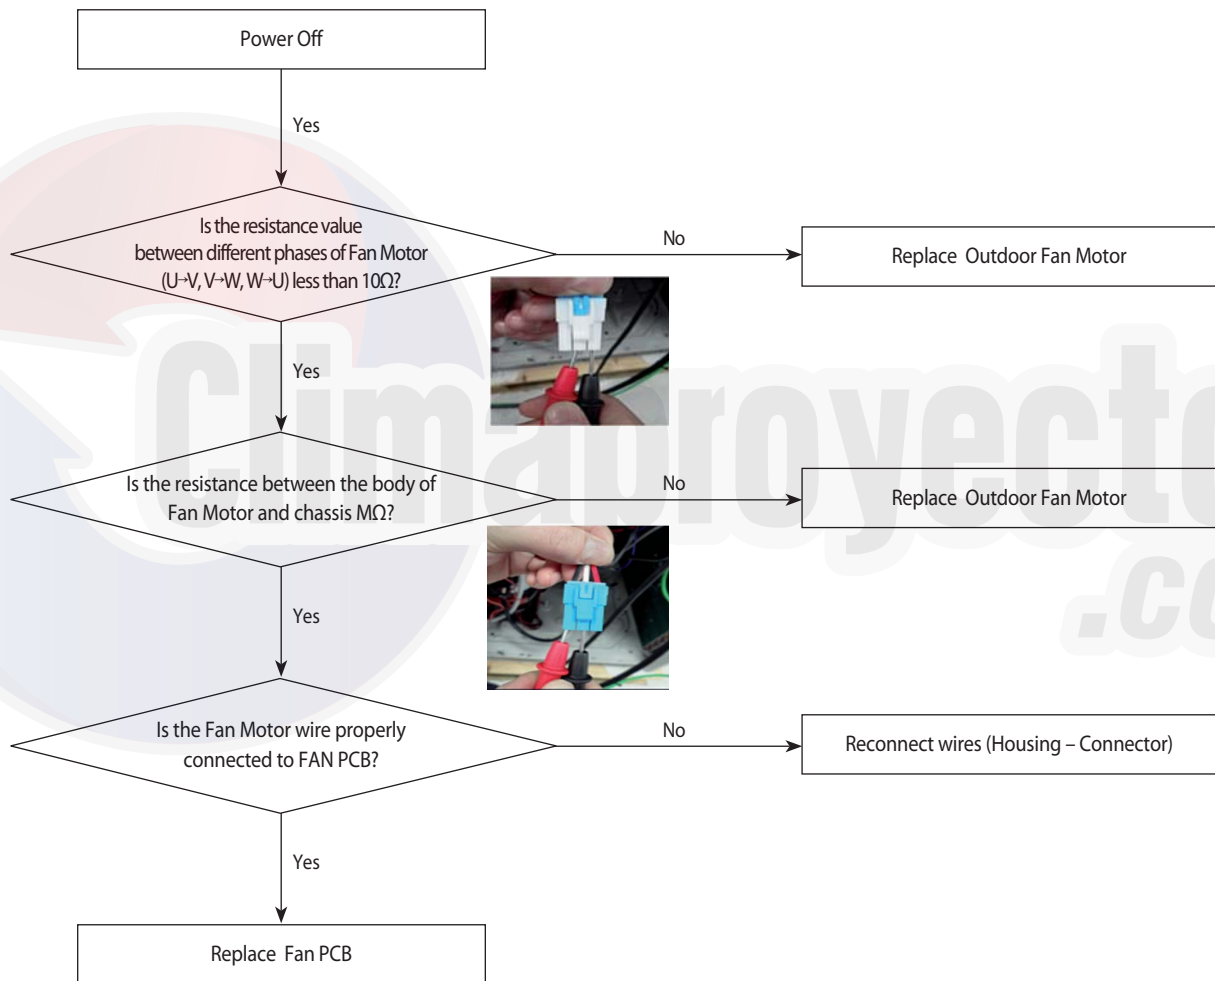 Power Off
Yes
Is the resistance value
between different phases of Fan Motor
(U→V, V→W, W→U) less than 10Ω?
No
Replace Outdoor Fan Motor
Yes
Is the resistance between the body of
Fan Motor and chassis MΩ?
No
Replace Outdoor Fan Motor
Yes
Is the Fan Motor wire properly
connected to FAN PCB?
No
Reconnect wires (Housing – Connector)
Yes
Replace Fan PCB
Climaproyecto
.co